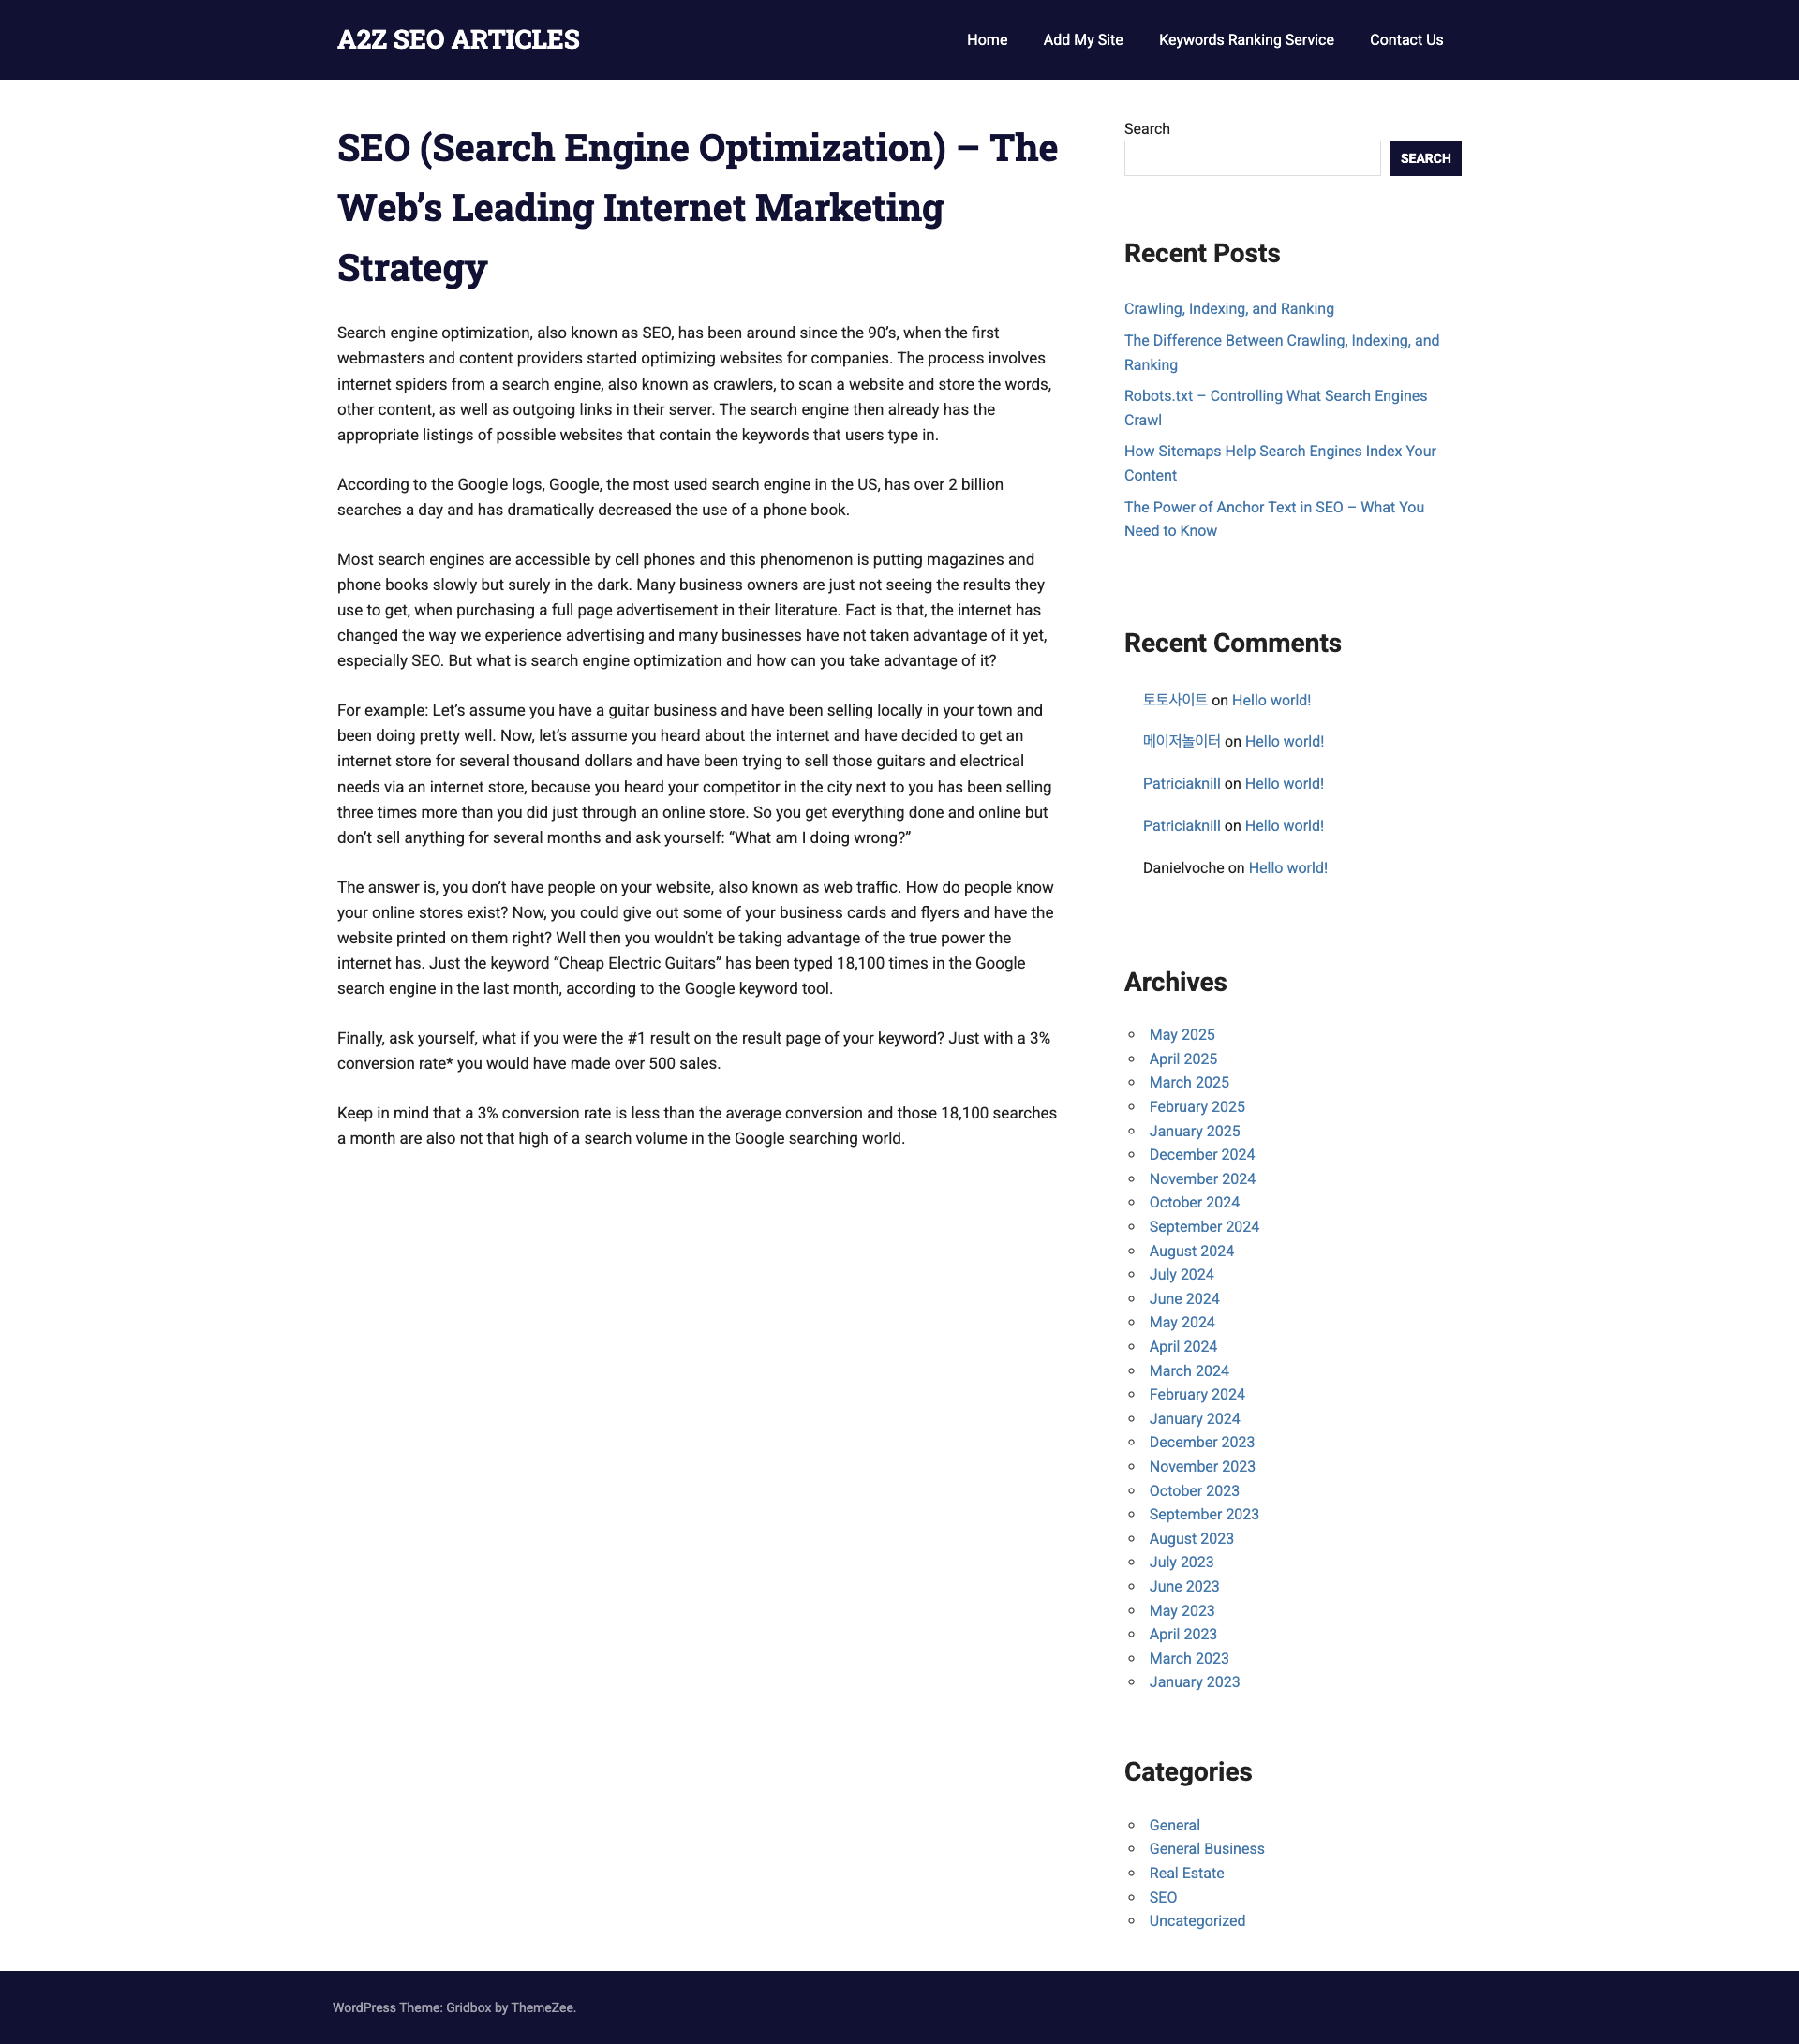 A2Z SEO ARTICLES
Home
Add My Site
Keywords Ranking Service
Contact Us
SEO (Search Engine Optimization) – The
Web’s Leading Internet Marketing
Strategy
Search engine optimization, also known as SEO, has been around since the 90’s, when the first
webmasters and content providers started optimizing websites for companies. The process involves
internet spiders from a search engine, also known as crawlers, to scan a website and store the words,
other content, as well as outgoing links in their server. The search engine then already has the
appropriate listings of possible websites that contain the keywords that users type in.
According to the Google logs, Google, the most used search engine in the US, has over 2 billion
searches a day and has dramatically decreased the use of a phone book.
Most search engines are accessible by cell phones and this phenomenon is putting magazines and
phone books slowly but surely in the dark. Many business owners are just not seeing the results they
use to get, when purchasing a full page advertisement in their literature. Fact is that, the internet has
changed the way we experience advertising and many businesses have not taken advantage of it yet,
especially SEO. But what is search engine optimization and how can you take advantage of it?
For example: Let’s assume you have a guitar business and have been selling locally in your town and
been doing pretty well. Now, let’s assume you heard about the internet and have decided to get an
internet store for several thousand dollars and have been trying to sell those guitars and electrical
needs via an internet store, because you heard your competitor in the city next to you has been selling
three times more than you did just through an online store. So you get everything done and online but
don’t sell anything for several months and ask yourself: “What am I doing wrong?”
The answer is, you don’t have people on your website, also known as web traffic. How do people know
your online stores exist? Now, you could give out some of your business cards and flyers and have the
website printed on them right? Well then you wouldn’t be taking advantage of the true power the
internet has. Just the keyword “Cheap Electric Guitars” has been typed 18,100 times in the Google
search engine in the last month, according to the Google keyword tool.
Finally, ask yourself, what if you were the #1 result on the result page of your keyword? Just with a 3%
conversion rate* you would have made over 500 sales.
Keep in mind that a 3% conversion rate is less than the average conversion and those 18,100 searches
a month are also not that high of a search volume in the Google searching world.
Search
SEARCH
Recent Posts
Crawling, Indexing, and Ranking
The Difference Between Crawling, Indexing, and
Ranking
Robots.txt – Controlling What Search Engines
Crawl
How Sitemaps Help Search Engines Index Your
Content
The Power of Anchor Text in SEO – What You
Need to Know
Recent Comments
토토사이트 on Hello world!
메이저놀이터 on Hello world!
Patriciaknill on Hello world!
Patriciaknill on Hello world!
Danielvoche on Hello world!
Archives
May 2025
April 2025
March 2025
February 2025
January 2025
December 2024
November 2024
October 2024
September 2024
August 2024
July 2024
June 2024
May 2024
April 2024
March 2024
February 2024
January 2024
December 2023
November 2023
October 2023
September 2023
August 2023
July 2023
June 2023
May 2023
April 2023
March 2023
January 2023
Categories
General
General Business
Real Estate
SEO
Uncategorized
WordPress Theme: Gridbox by ThemeZee.